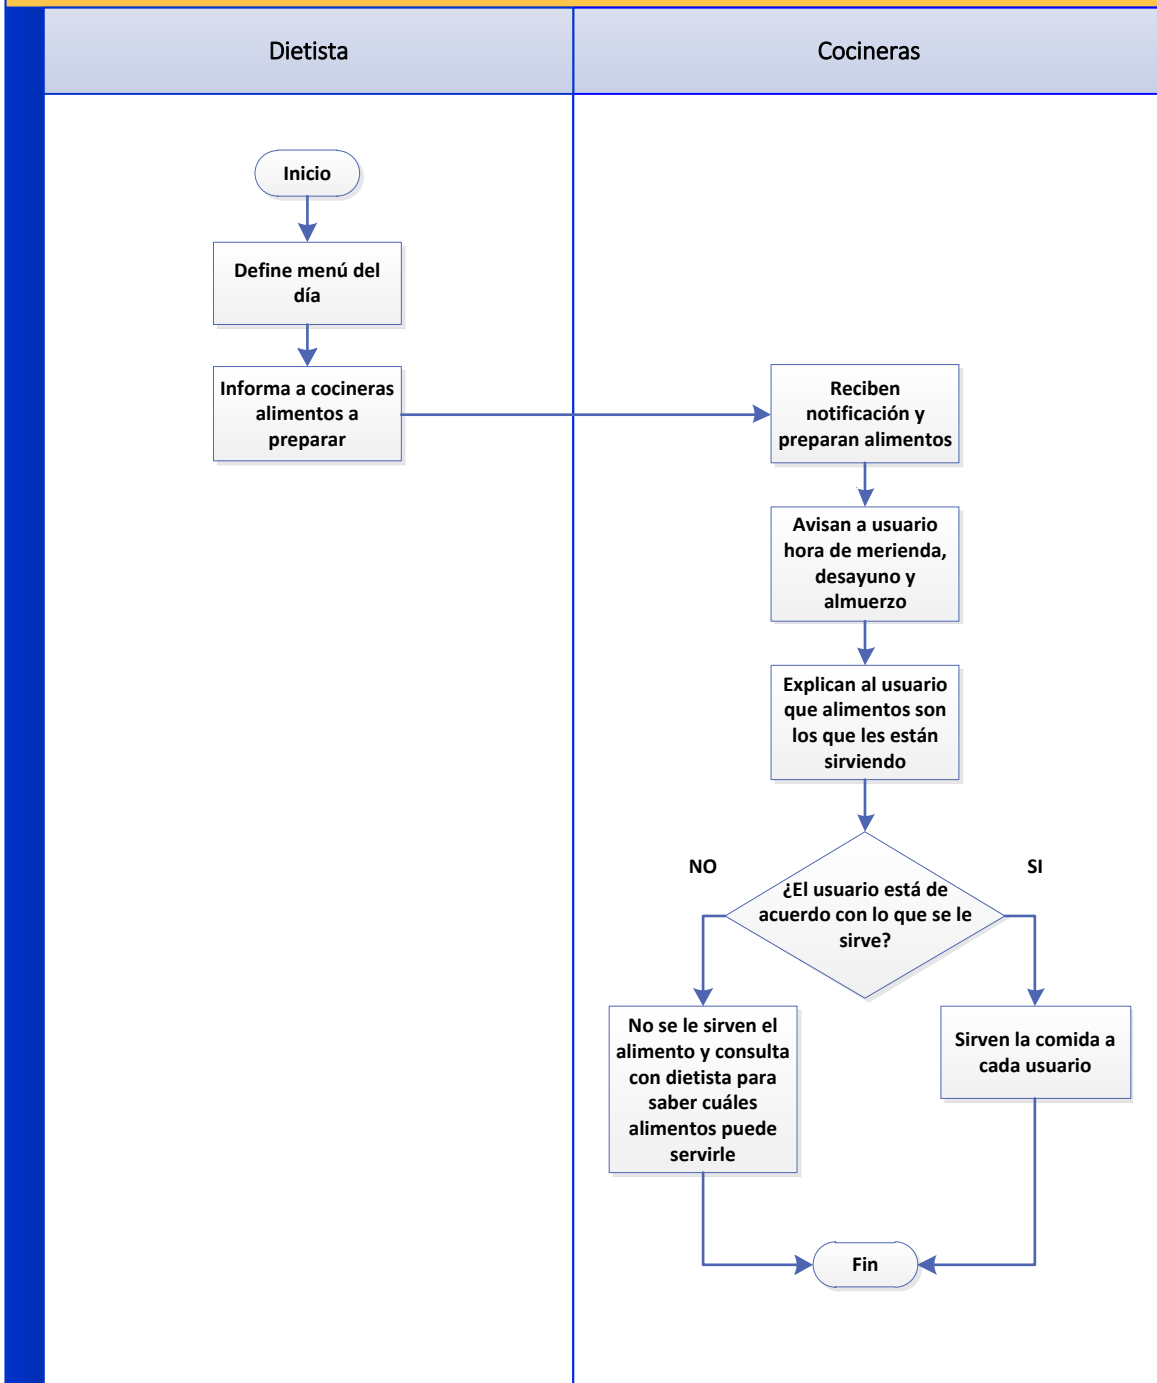 Dietista
Cocineras
Inicio
Define menú del
día
Informa a cocineras
alimentos a
preparar
Reciben
notificación y
preparan alimentos
Avisan a usuario
hora de merienda,
desayuno y
almuerzo
Explican al usuario
que alimentos son
los que les están
sirviendo
¿El usuario está de
acuerdo con lo que se le
sirve?
NO
SI
No se le sirven el
alimento y consulta
con dietista para
saber cuáles
alimentos puede
servirle
Sirven la comida a
cada usuario
Fin